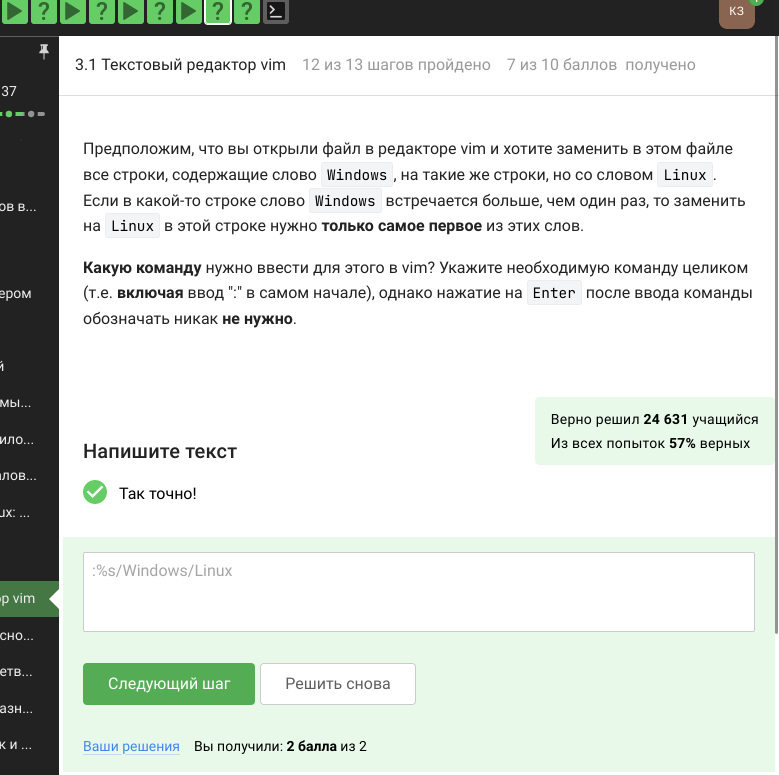 КЗ
3.1 Текстовый редактор vim 12 из 13 шагов пройдено 7 из 10 баллов получено
37
Предположим, что вы открыли файл в редакторе vim и хотите заменить в этом файле
все строки, содержащие слово Windows, на такие же строки, но со словом Linux.
Если в какой-то строке слово Windows встречается больше, чем один раз, то заменить
на Linux в этой строке нужно только самое первое из этих слов.
Какую команду нужно ввести для этого в vim? Укажите необходимую команду целиком
(т.е. включая ввод ":" в самом начале), однако нажатие на Enter после ввода команды
обозначать никак не нужно.
ов в...
ером
й
мы...
ило...
лов...
ux: ...
ор vim
сно...
етв...
азн...
к и ...
Верно решил 24 631 учащийся
Из всех попыток 57% верных
Напишите текст
Так точно!
:%s/Windows/Linux
Следующий шаг Решить снова
Ваши решения Вы получили: 2 балла из 2